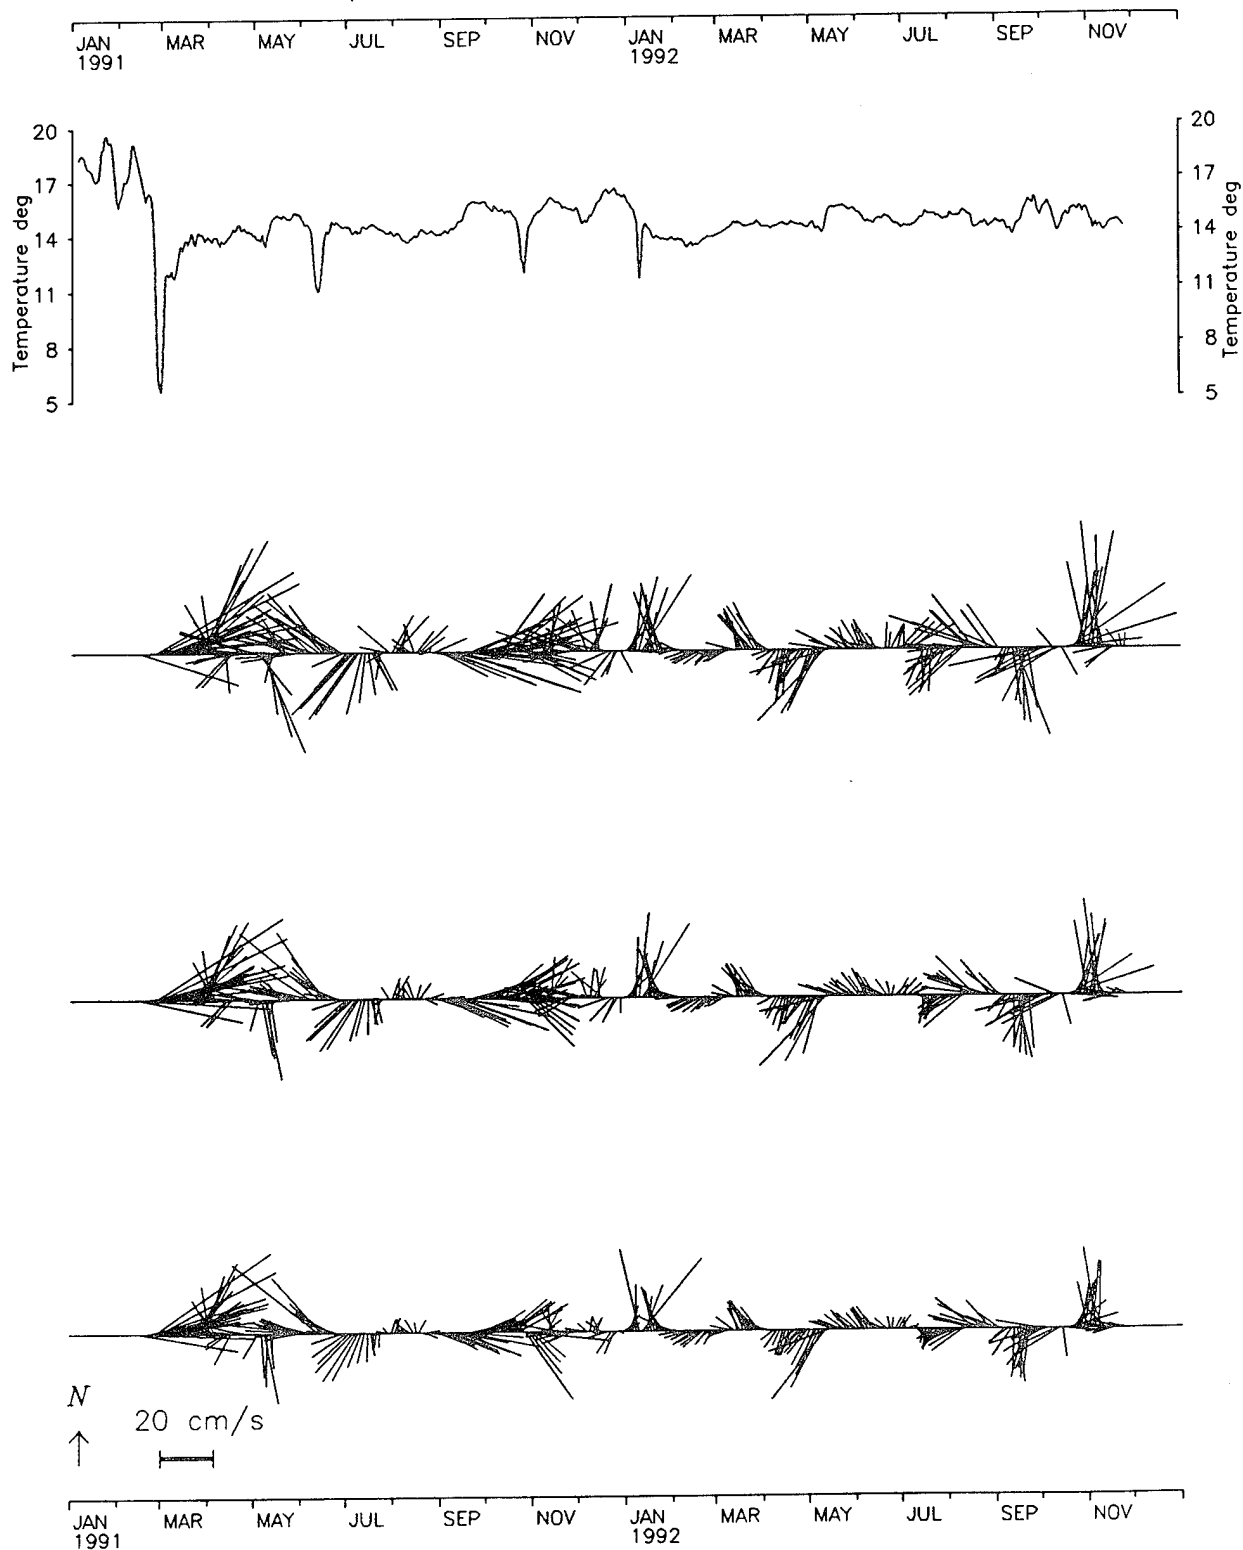 JAN MAR MAY JUL SEP NOV JAN MAR MAY JUL SEP NOV
1991 1992
20 20
17 17
14 14
11 11
8 8
5 5
Temperature deg
Temperature deg
N
20 cm/s
JAN MAR MAY JUL SEP NOV JAN MAR MAY JUL SEP NOV
1991 1992